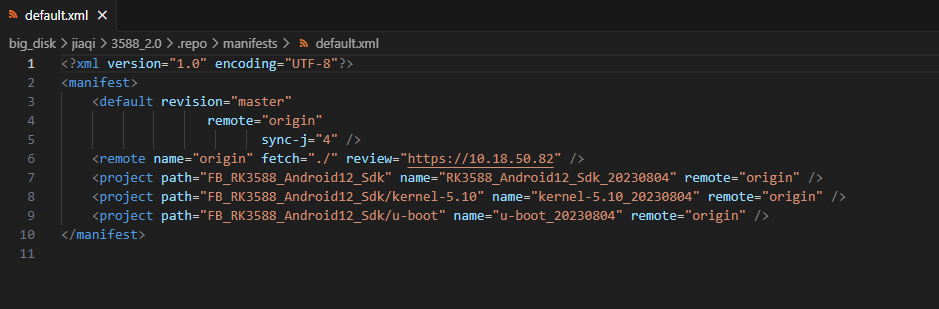 default.xml ×
big_disk > jiaqi > 3588_2.0 > .repo > manifests > default.xml
1 <?xml version="1.0" encoding="UTF-8"?>
2 <manifest>
3     <default revision="master"
4                    remote="origin"
5                          sync-j="4" />
6     <remote name="origin" fetch="./" review="https://10.18.50.82" />
7     <project path="FB_RK3588_Android12_Sdk" name="RK3588_Android12_Sdk_20230804" remote="origin" />
8     <project path="FB_RK3588_Android12_Sdk/kernel-5.10" name="kernel-5.10_20230804" remote="origin" />
9     <project path="FB_RK3588_Android12_Sdk/u-boot" name="u-boot_20230804" remote="origin" />
10 </manifest>
11